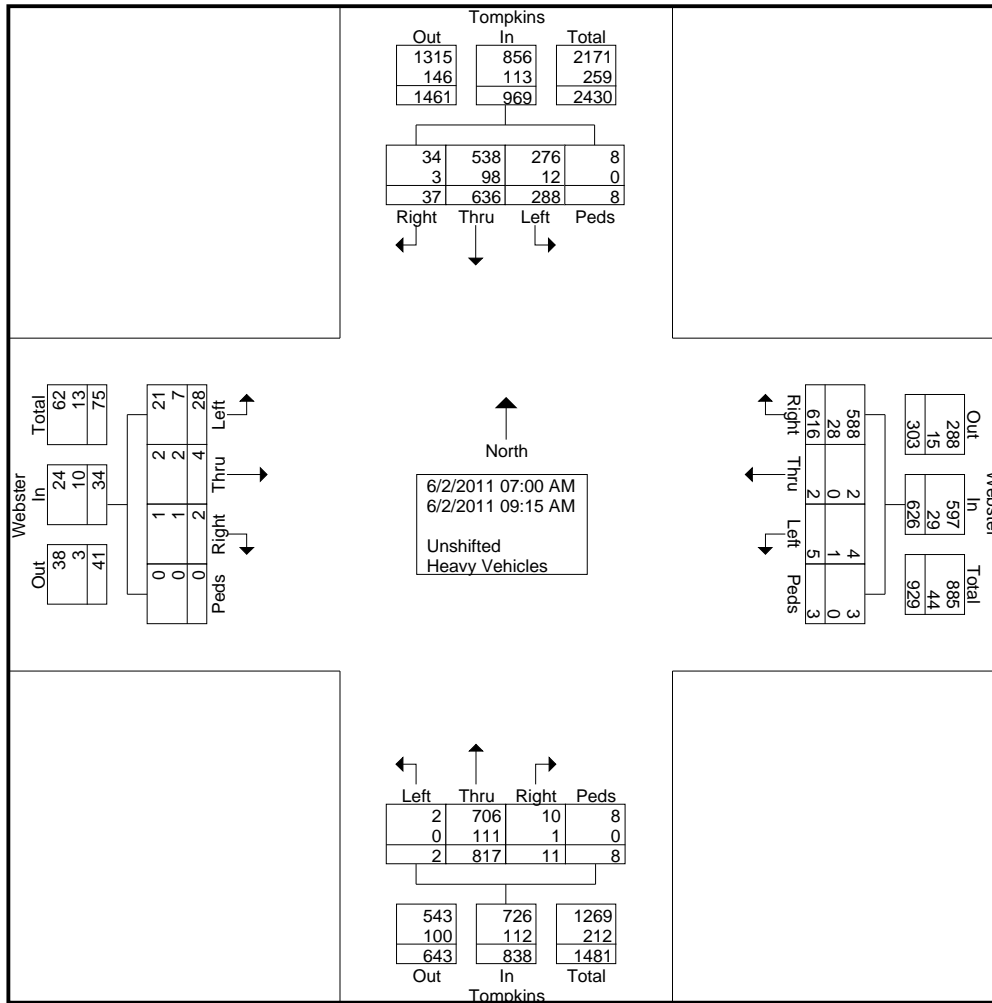 Tompkins
Out In Total
1315 856 2171
146 113 259
1461 969 2430
34 538 276 8
3 98 12 0
37 636 288 8
Right Thru Left Peds
Webster
Out In Total
38 24 62
3 10 13
41 34 75
0 1 2 21
0 1 2 7
0 2 4 28
Peds Right Thru Left
North
6/2/2011 07:00 AM
6/2/2011 09:15 AM
Unshifted
Heavy Vehicles
Webster
Out In Total
288 597 885
15 29 44
303 626 929
588 2 4 3
28 0 1 0
616 2 5 3
Right Thru Left Peds
Left Thru Right Peds
2 706 10 8
0 111 1 0
2 817 11 8
543 726 1269
100 112 212
643 838 1481
Out In Total
Tompkins